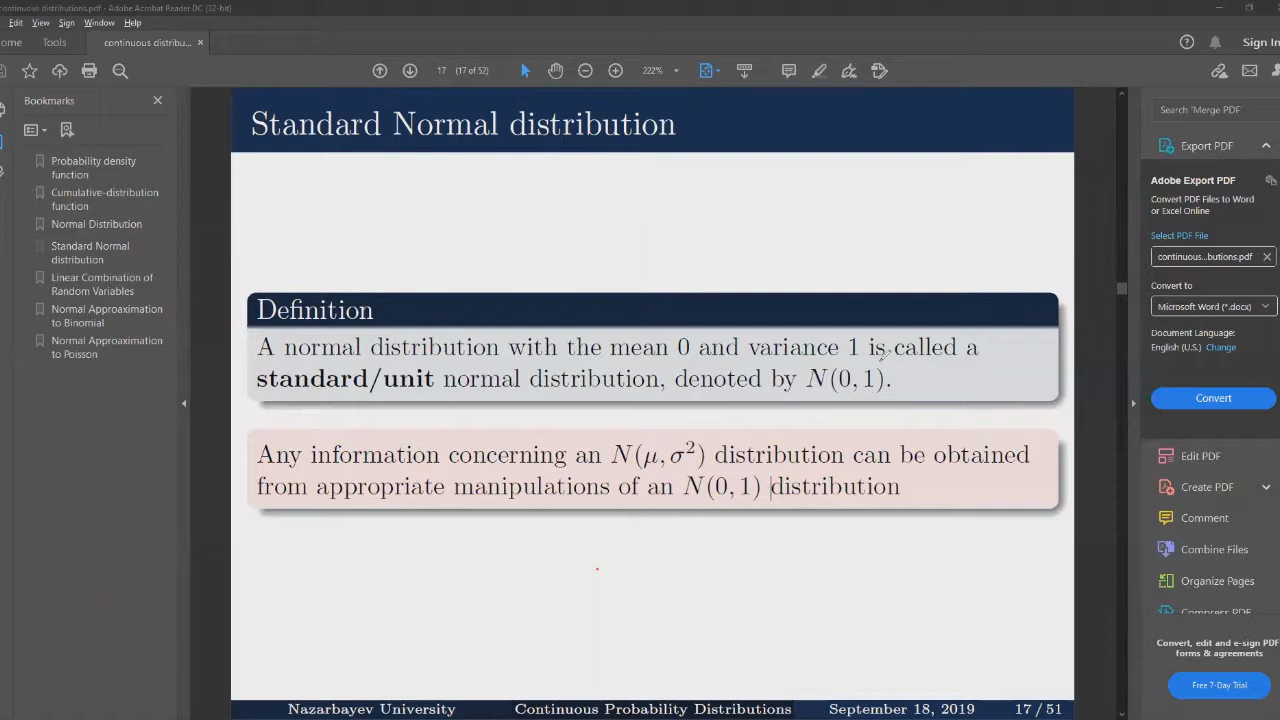 continuous distributions.pdf - Adobe Acrobat Reader DC (32-bit)
Edit View Sign Window Help
ome Tools continuous distribu... × Sign In
17 (17 of 52) 222%
Bookmarks
Probability density
function
Cumulative-distribution
function
Normal Distribution
Standard Normal
distribution
Linear Combination of
Random Variables
Normal Approximation
to Binomial
Normal Approximation
to Poisson
Standard Normal distribution
Definition
A normal distribution with the mean 0 and variance 1 is called a
standard/unit normal distribution, denoted by N(0, 1).
Any information concerning an N(μ, σ²) distribution can be obtained
from appropriate manipulations of an N(0, 1) distribution
Nazarbayev University Continuous Probability Distributions September 18, 2019 17 / 51
Search 'Merge PDF'
Export PDF
Adobe Export PDF
Convert PDF Files to Word
or Excel Online
Select PDF File
continuous...butions.pdf ×
Convert to
Microsoft Word (*.docx)
Document Language:
English (U.S.) Change
Convert
Edit PDF
Create PDF
Comment
Combine Files
Organize Pages
Compress PDF
Convert, edit and e-sign PDF
forms & agreements
Free 7-Day Trial